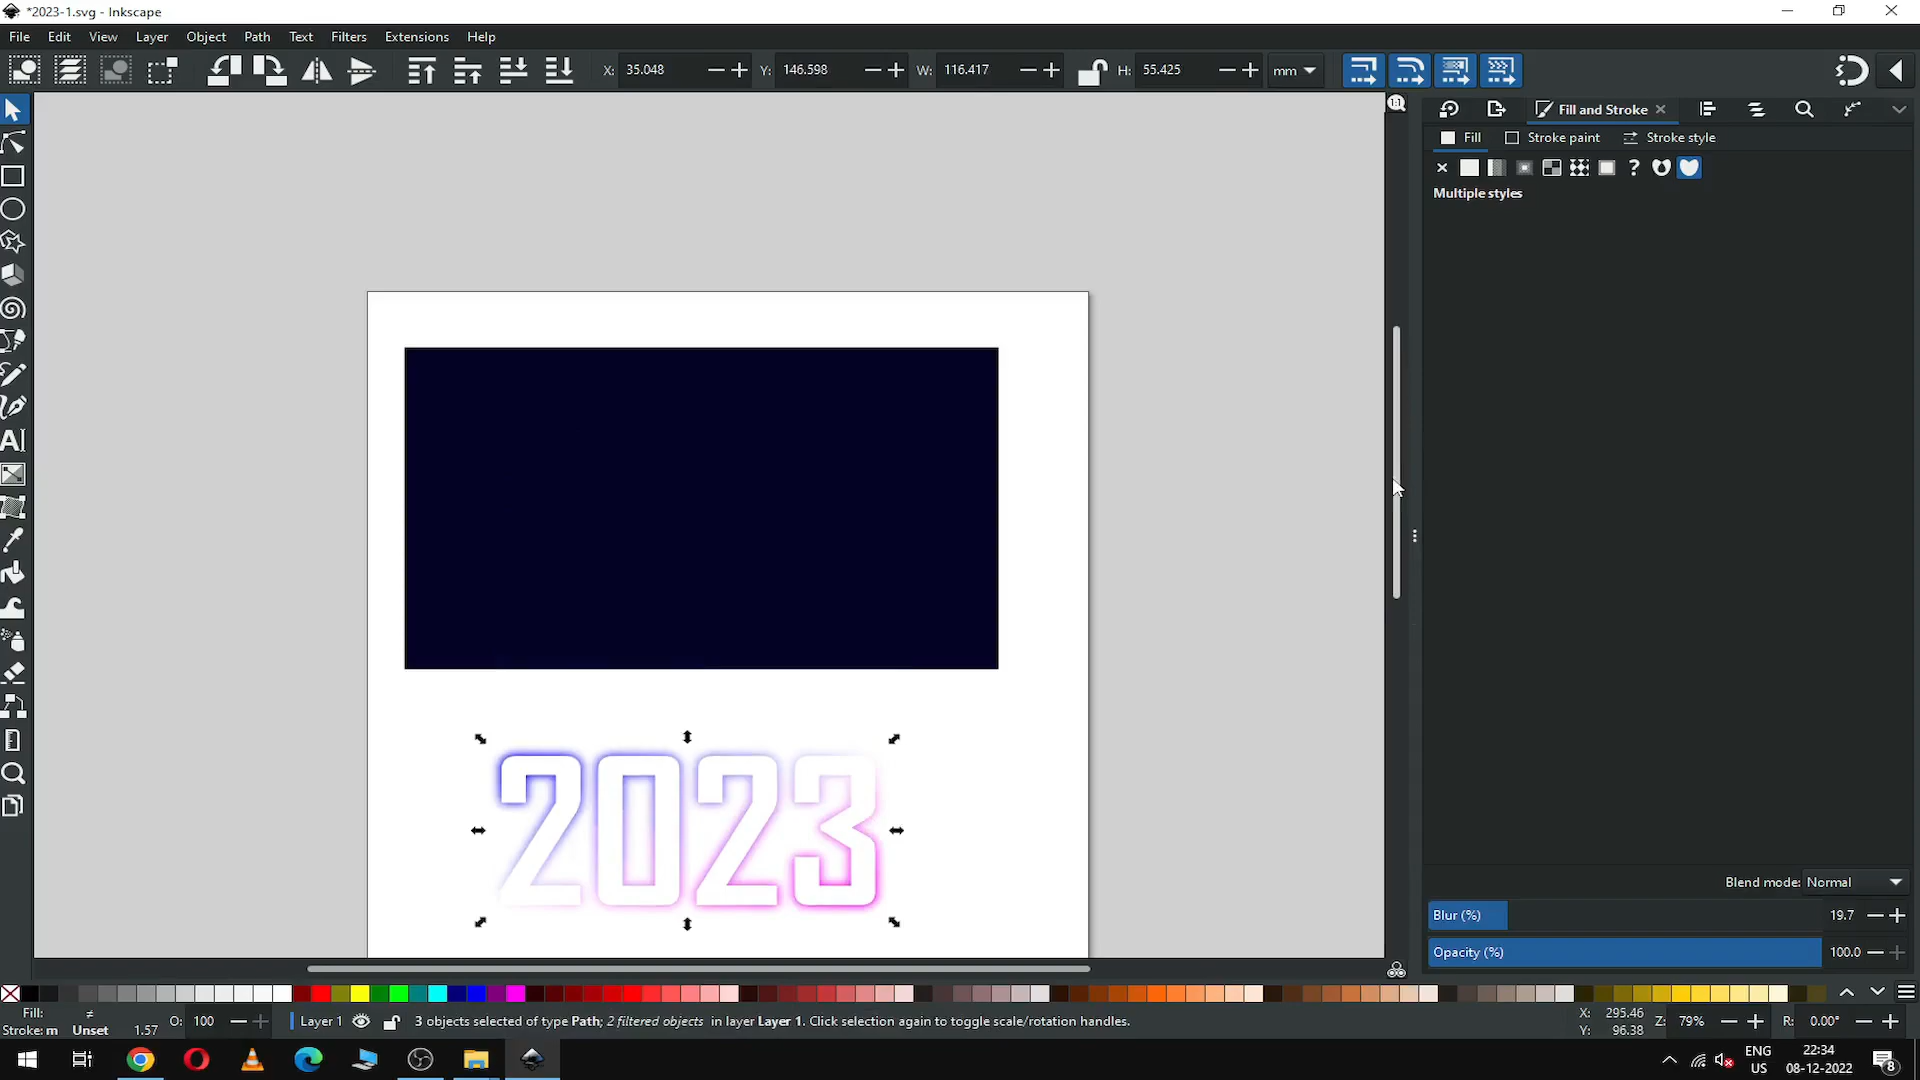 *2023-1.svg - Inkscape
File Edit View Layer Object Path Text Filters Extensions Help
X: 35.048 Y: 146.598 W: 116.417 H: 55.425 mm
1:1
Fill and Stroke
Fill Stroke paint Stroke style
?
Multiple styles
2023
Blend mode: Normal
Blur (%) 19.7
Opacity (%) 100.0
Fill: ≠
Stroke: m Unset 1.57
O: 100
Layer 1
3 objects selected of type Path; 2 filtered objects in layer Layer 1. Click selection again to toggle scale/rotation handles.
X: 295.46
Y: 96.38
Z: 79%
R: 0.00°
ENG
US
22:34
08-12-2022
8